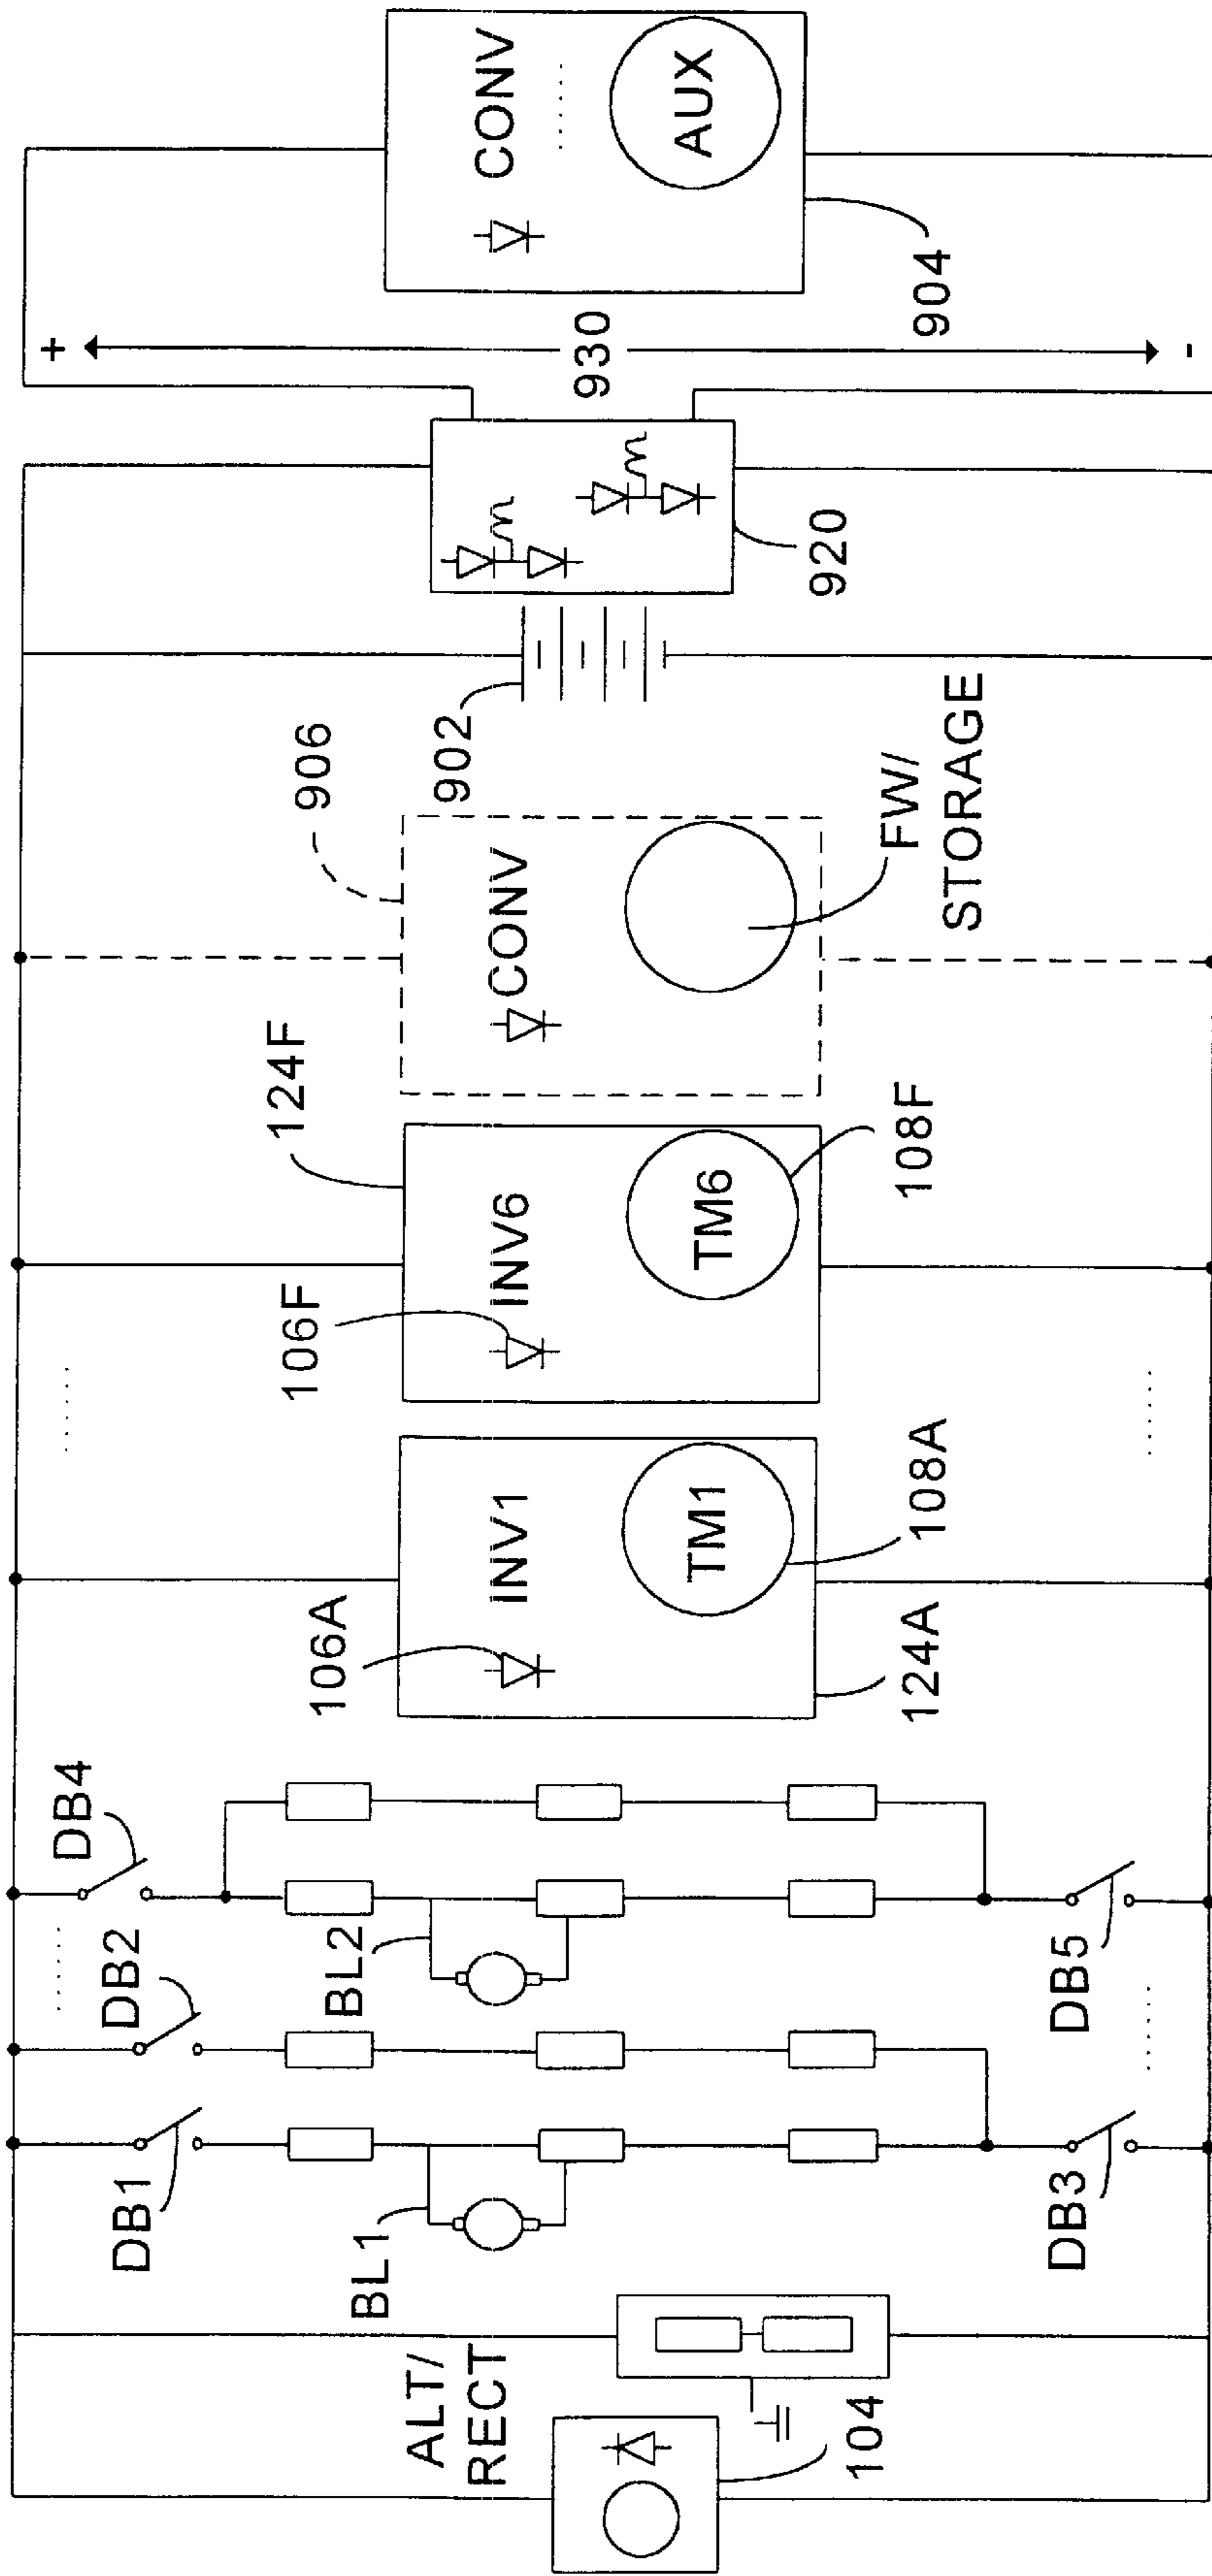 ALT/
RECT
104
DB1
BL1
DB3
DB2
BL2
DB4
DB5
.....
.....
106A
INV1
TM1
108A
124A
.....
.....
106F
124F
INV6
TM6
108F
906
CONV
FW/
STORAGE
902
920
+
930
-
CONV
.....
AUX
904